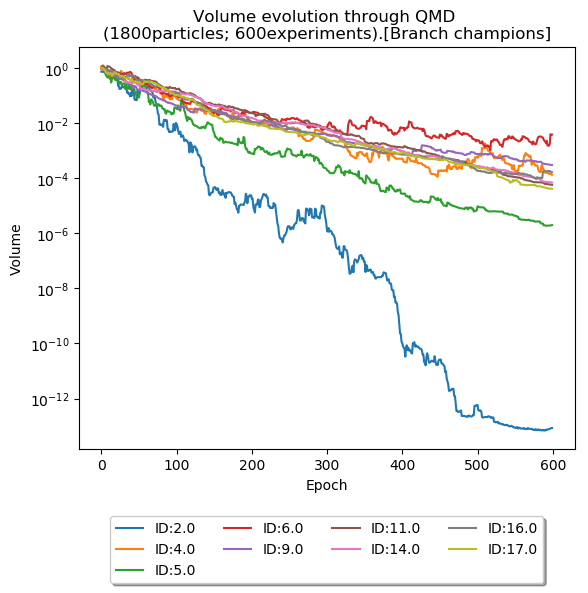 Volume evolution through QMD
(1800particles; 600experiments).[Branch champions]
Volume
10⁰
10⁻²
10⁻⁴
10⁻⁶
10⁻⁸
10⁻¹⁰
10⁻¹²
0 100 200 300 400 500 600
Epoch
ID:2.0 ID:6.0 ID:11.0 ID:16.0
ID:4.0 ID:9.0 ID:14.0 ID:17.0
ID:5.0